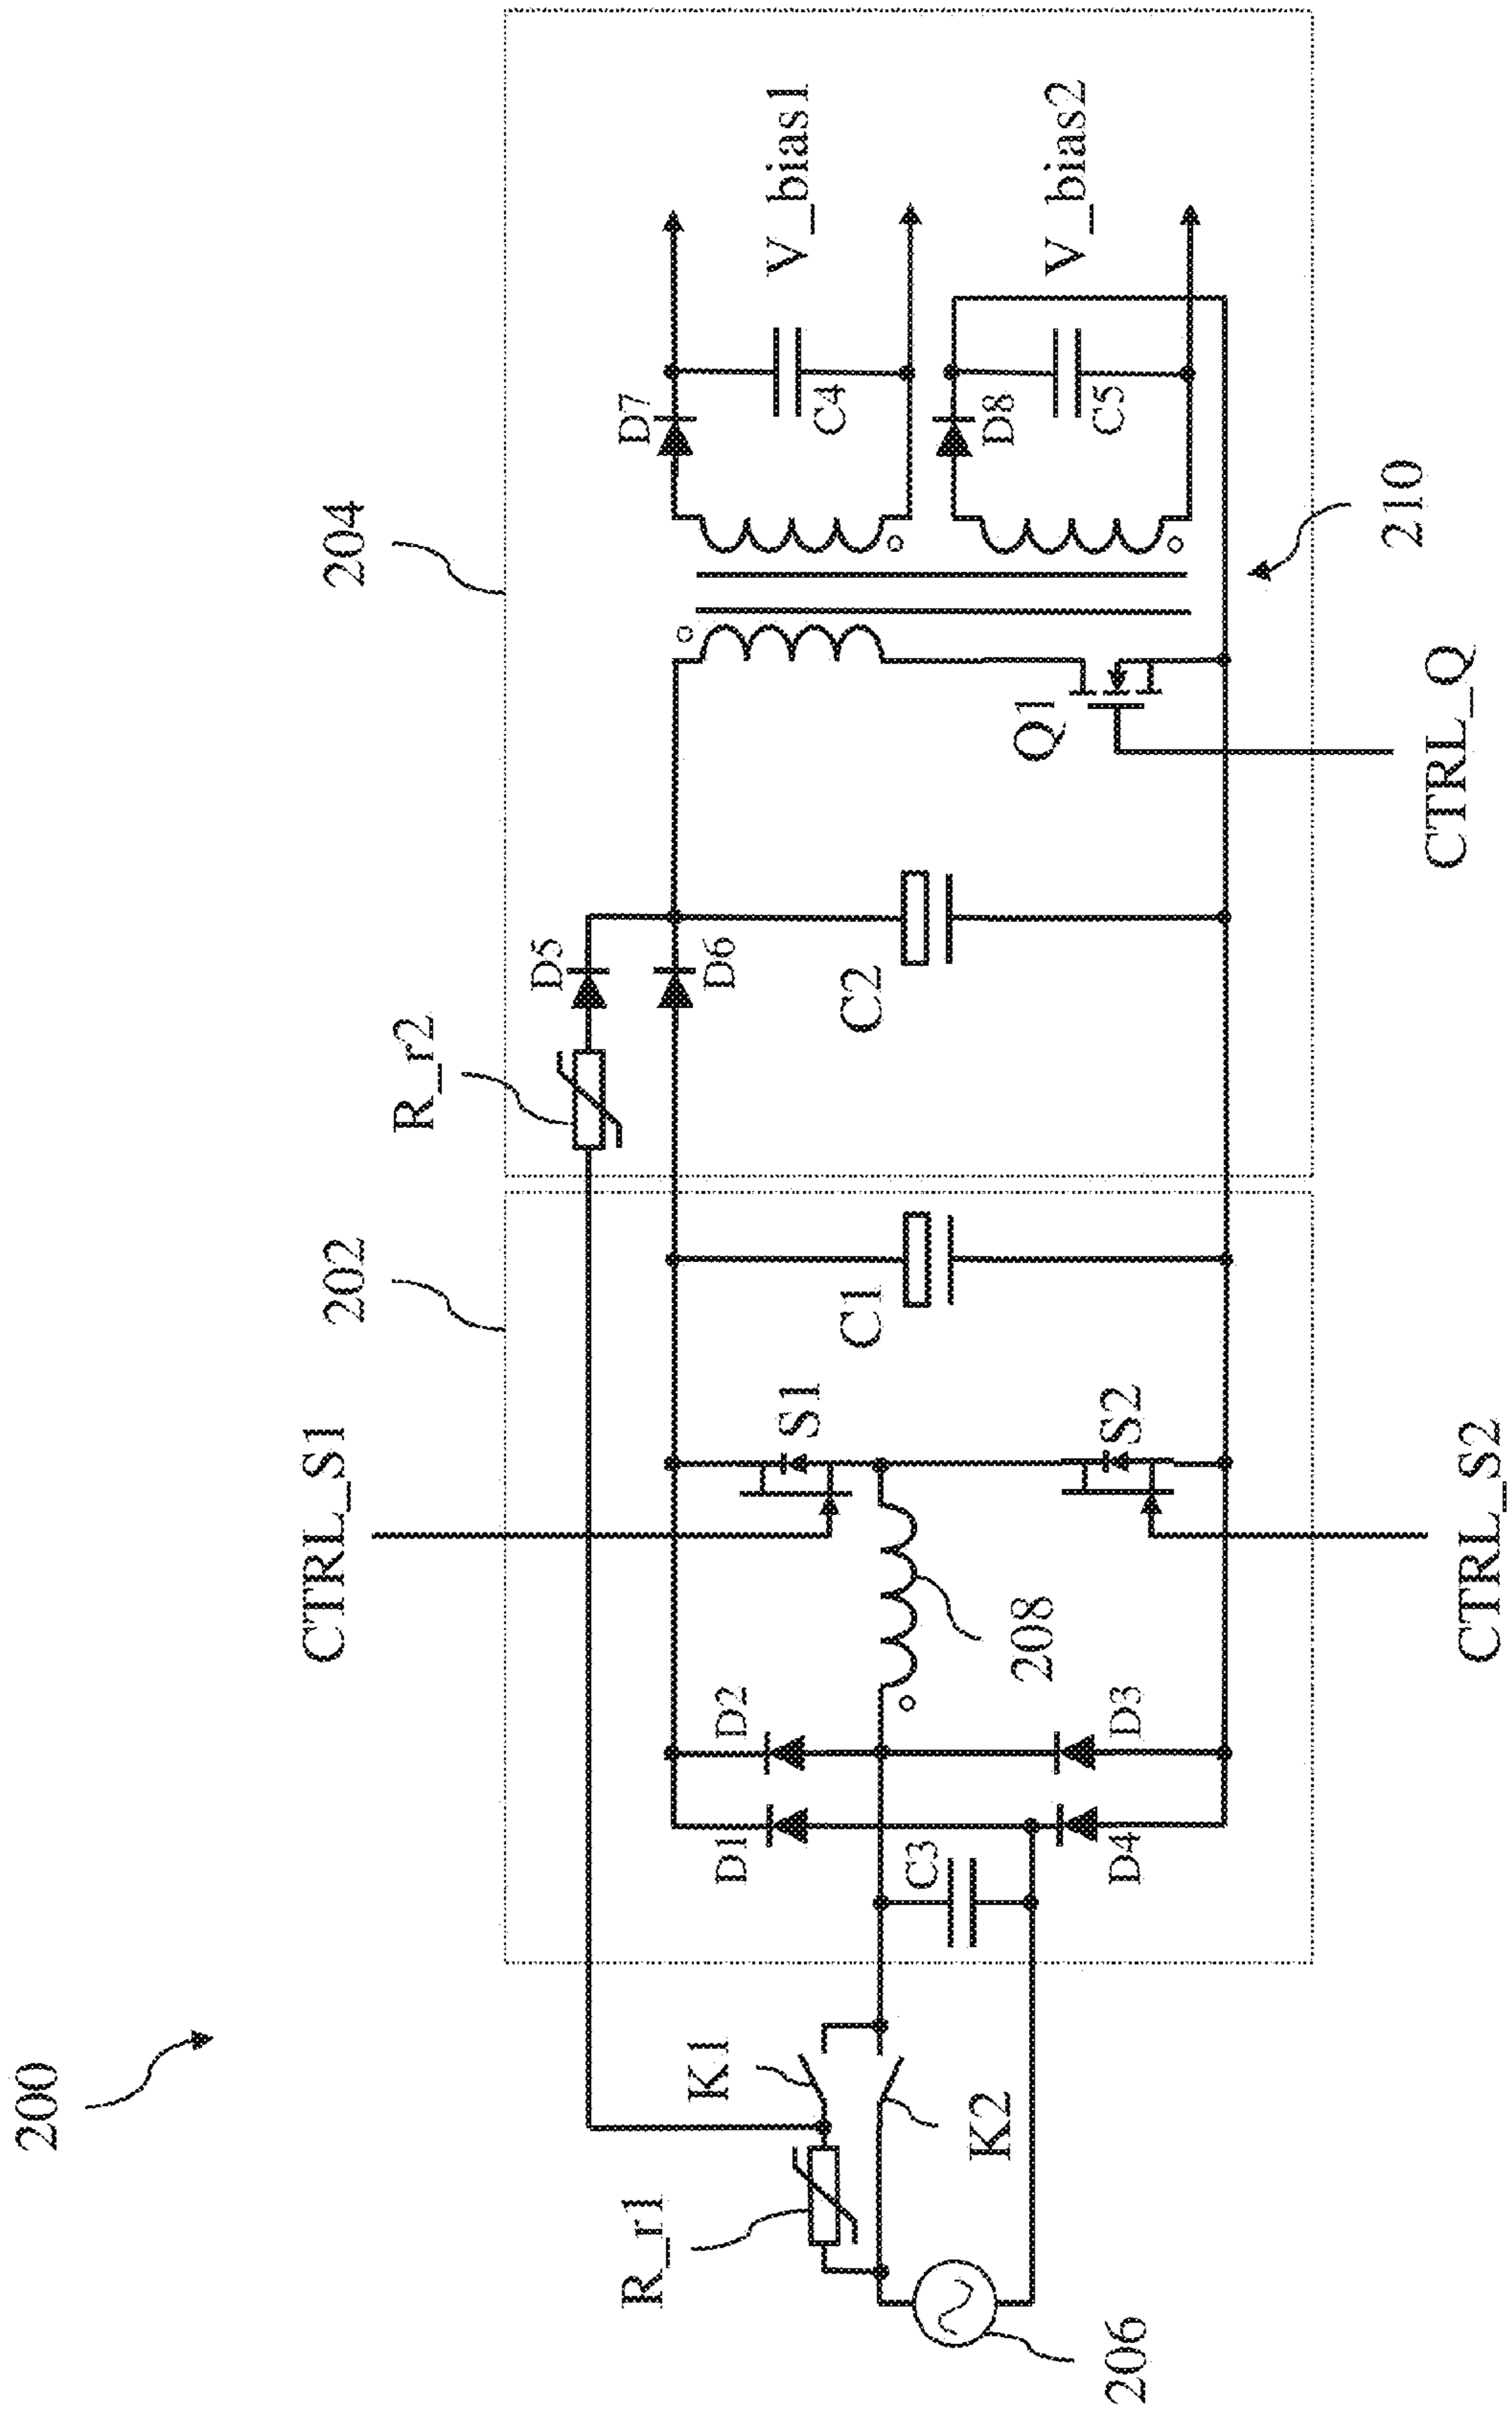 200
204
202
R_r2
CTRL_S1
D5
D6
D7
C4
V_bias1
D8
C5
V_bias2
C2
C1
Q1
S1
S2
D2
D1
D3
D4
C3
208
K1
K2
R_r1
206
210
CTRL_Q
CTRL_S2